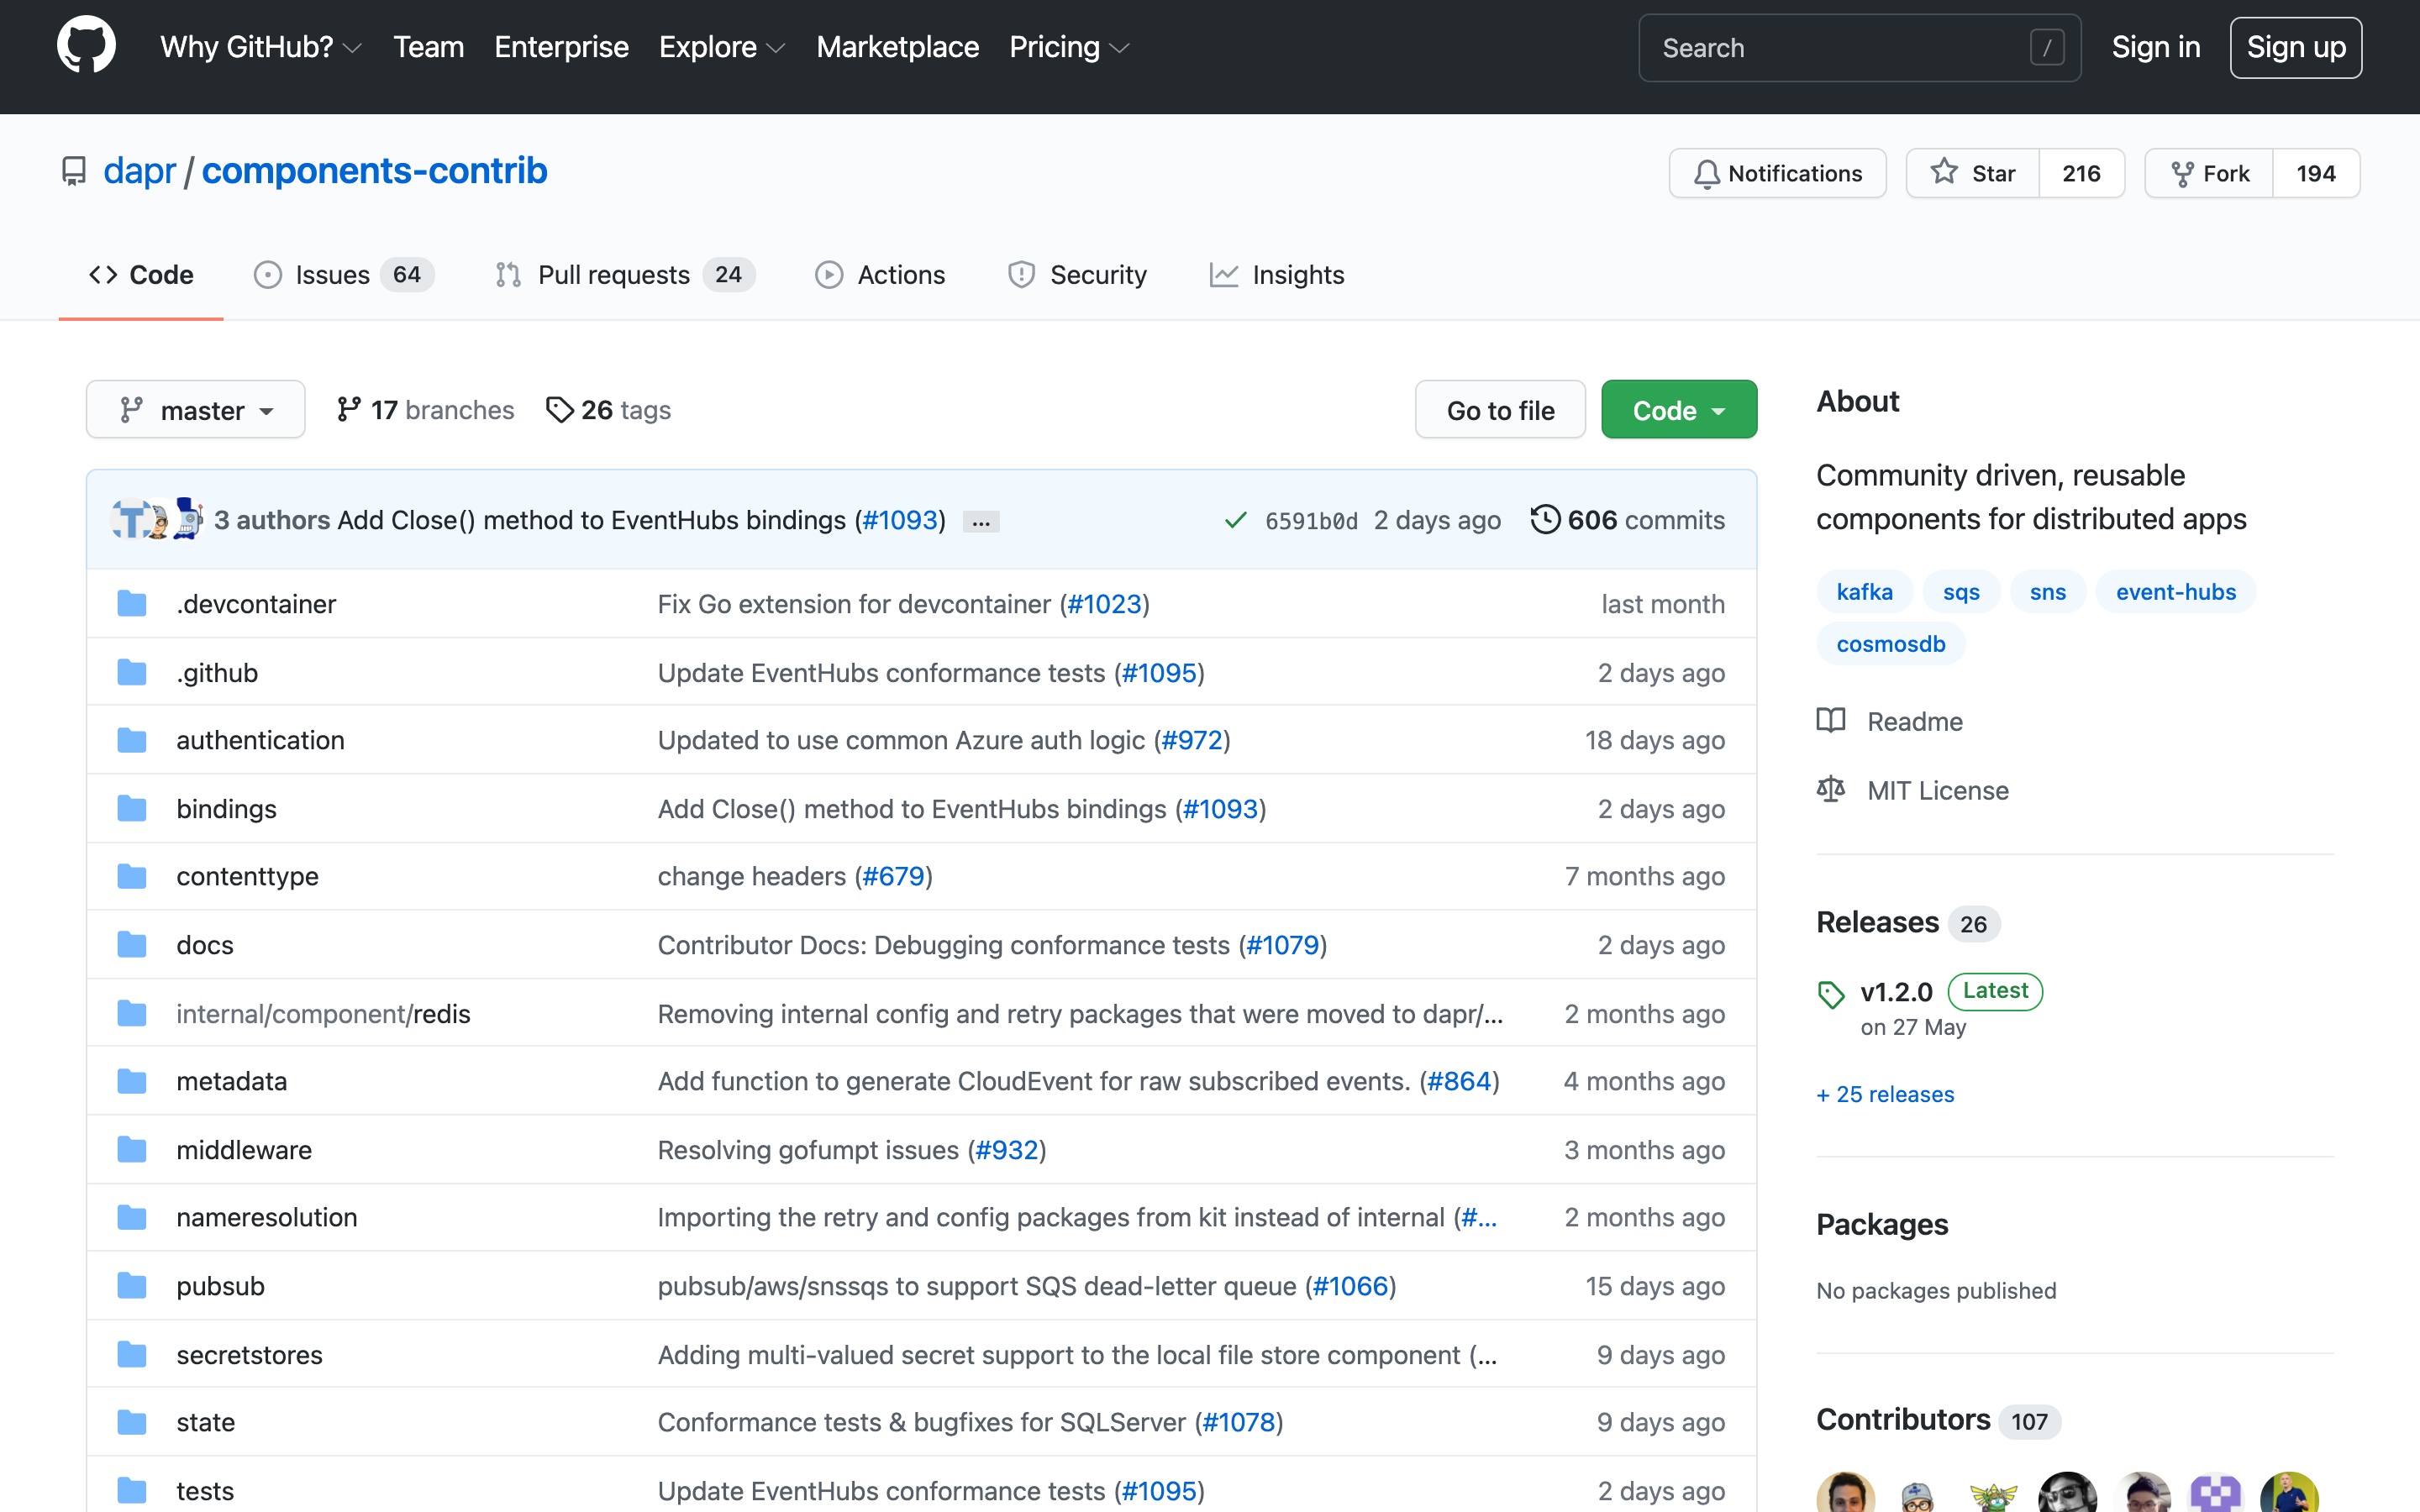 Why GitHub? Team Enterprise Explore Marketplace Pricing Search / Sign in Sign up
dapr / components-contrib Notifications Star 216 Fork 194
Code Issues 64 Pull requests 24 Actions Security Insights
master 17 branches 26 tags Go to file Code
3 authors Add Close() method to EventHubs bindings (#1093) ... 6591b0d 2 days ago 606 commits
.devcontainer Fix Go extension for devcontainer (#1023) last month
.github Update EventHubs conformance tests (#1095) 2 days ago
authentication Updated to use common Azure auth logic (#972) 18 days ago
bindings Add Close() method to EventHubs bindings (#1093) 2 days ago
contenttype change headers (#679) 7 months ago
docs Contributor Docs: Debugging conformance tests (#1079) 2 days ago
internal/component/redis Removing internal config and retry packages that were moved to dapr/... 2 months ago
metadata Add function to generate CloudEvent for raw subscribed events. (#864) 4 months ago
middleware Resolving gofumpt issues (#932) 3 months ago
nameresolution Importing the retry and config packages from kit instead of internal (#... 2 months ago
pubsub pubsub/aws/snssqs to support SQS dead-letter queue (#1066) 15 days ago
secretstores Adding multi-valued secret support to the local file store component (... 9 days ago
state Conformance tests & bugfixes for SQLServer (#1078) 9 days ago
tests Update EventHubs conformance tests (#1095) 2 days ago
About
Community driven, reusable
components for distributed apps
kafka sqs sns event-hubs
cosmosdb
Readme
MIT License
Releases 26
v1.2.0 Latest
on 27 May
+ 25 releases
Packages
No packages published
Contributors 107